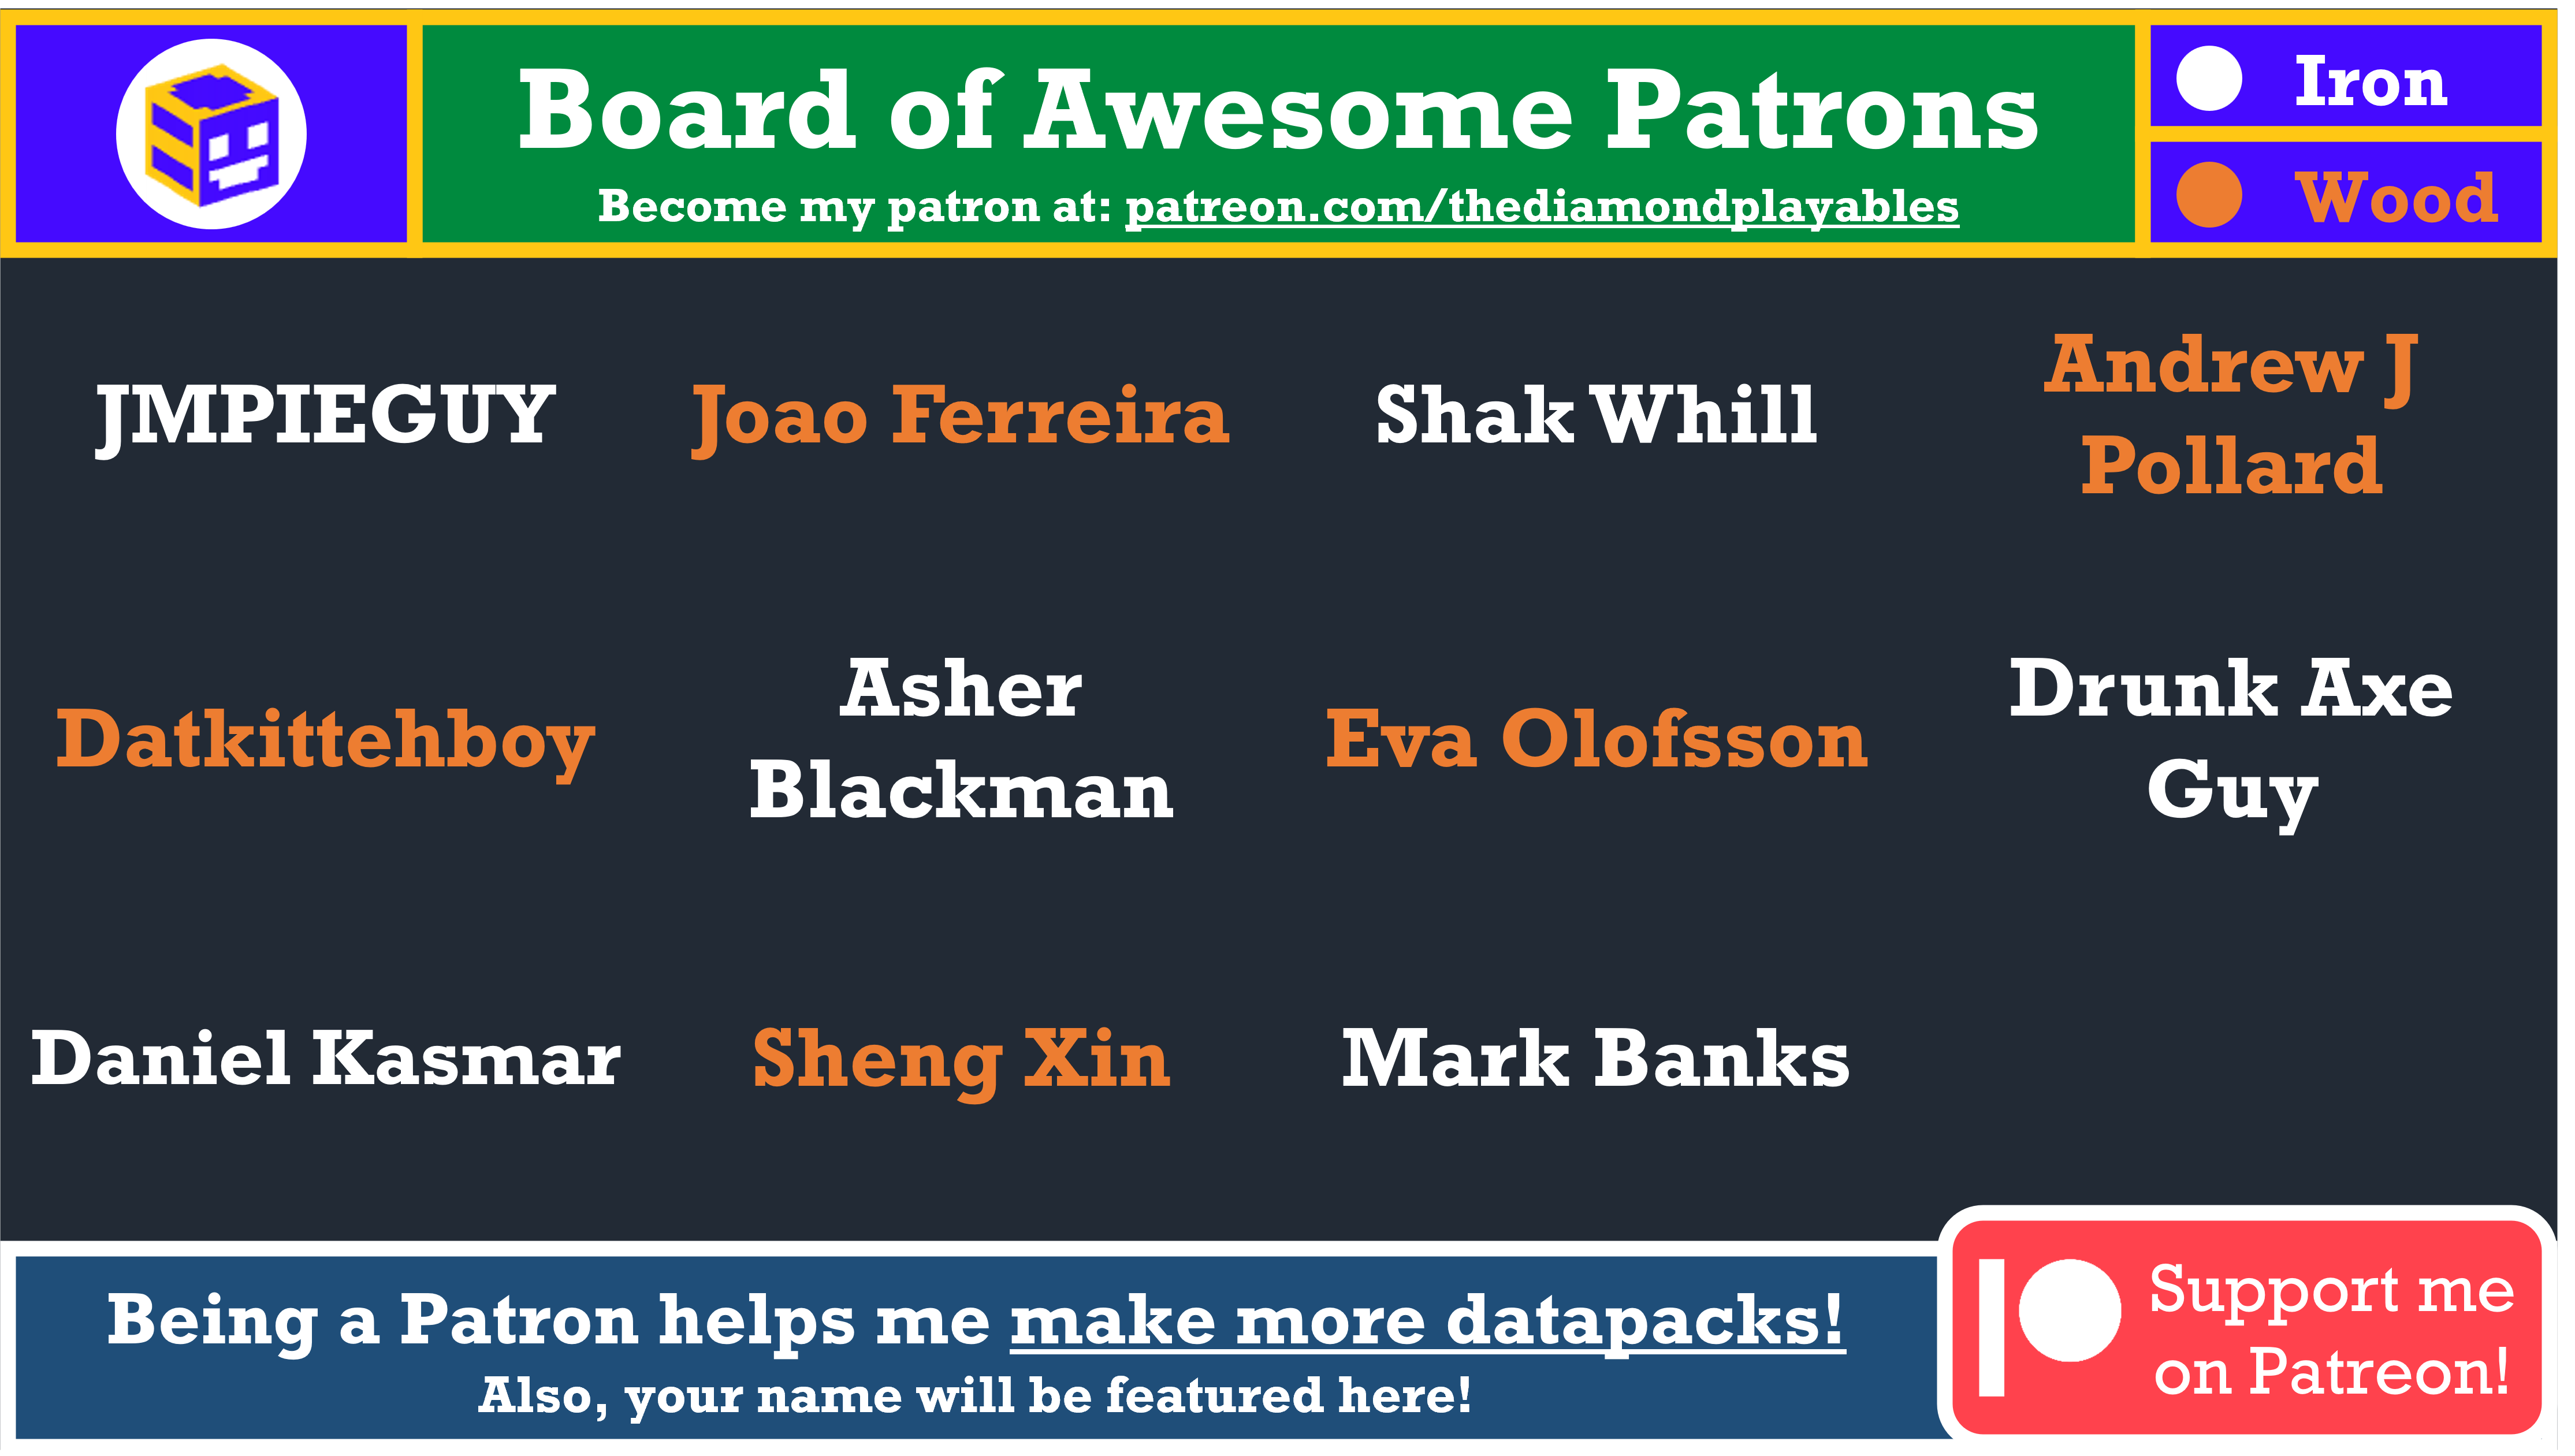 Board of Awesome Patrons
Become my patron at: patreon.com/thediamondplayables
Iron
Wood
JMPIEGUY
Joao Ferreira
Shak Whill
Andrew J
Pollard
Datkittehboy
Asher
Blackman
Eva Olofsson
Drunk Axe
Guy
Daniel Kasmar
Sheng Xin
Mark Banks
Being a Patron helps me make more datapacks!
Also, your name will be featured here!
Support me
on Patreon!